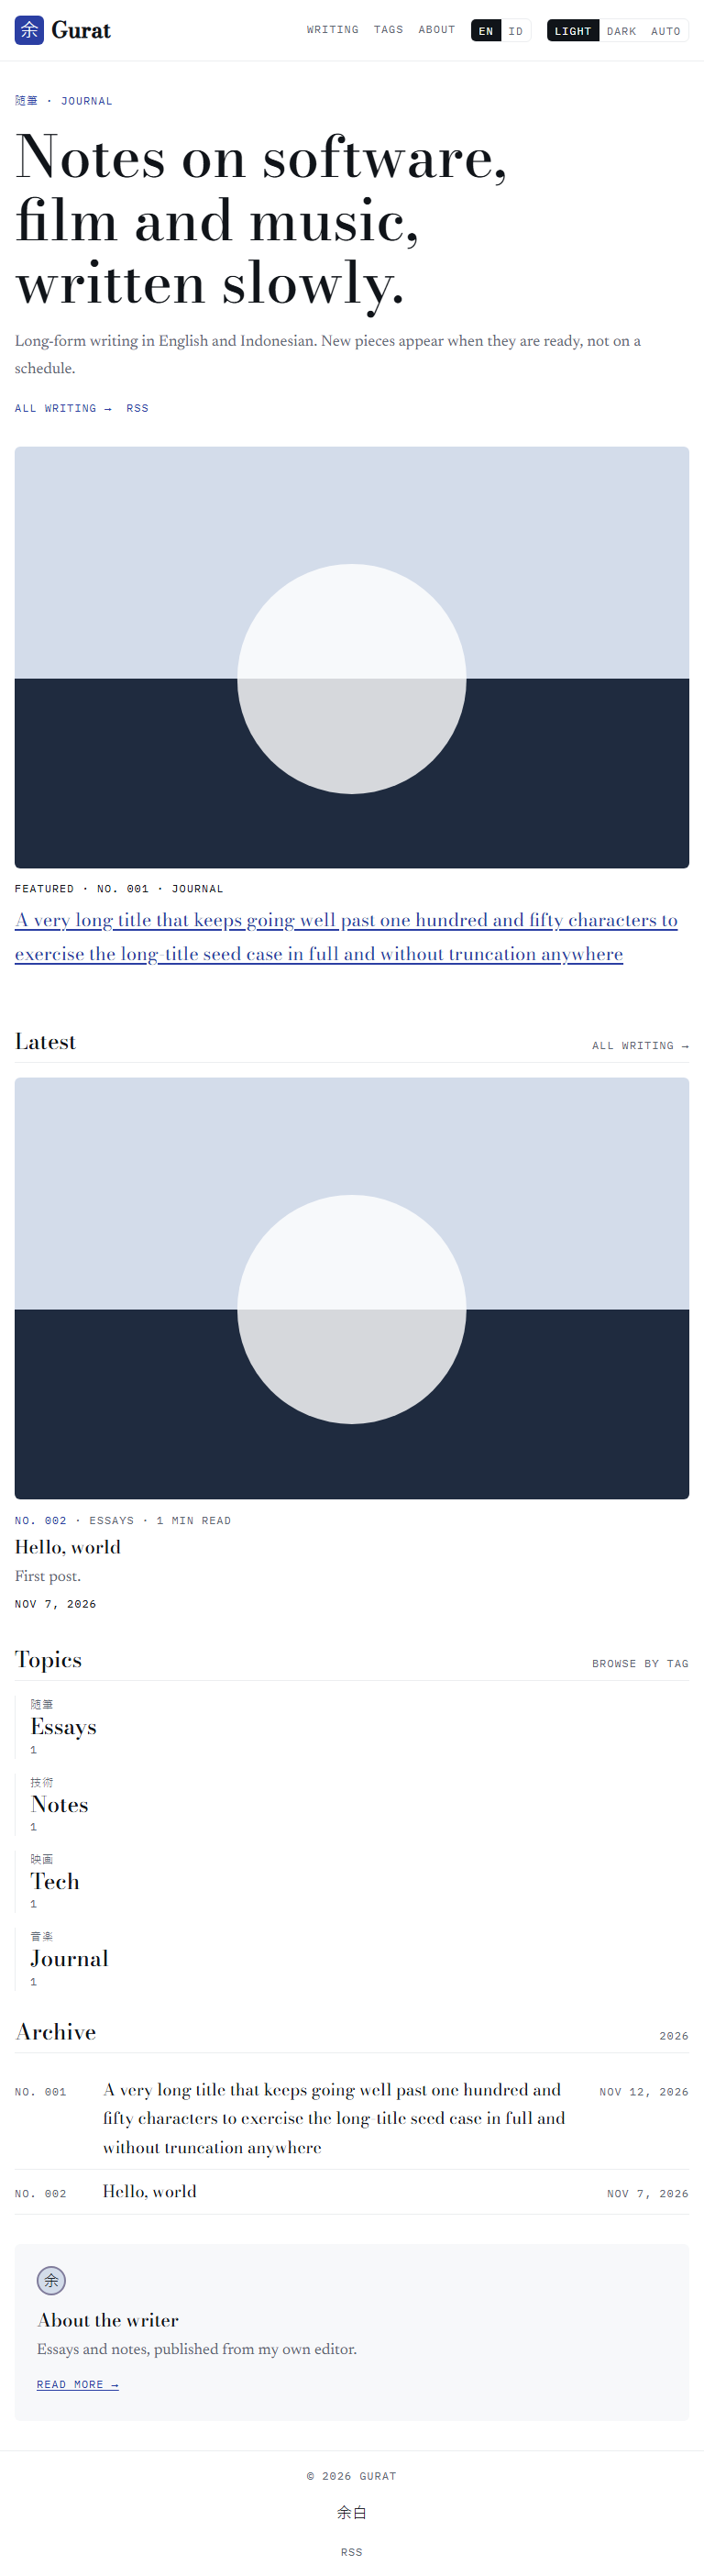 余 Gurat
WRITING TAGS ABOUT EN ID LIGHT DARK AUTO
随筆 · JOURNAL
Notes on software,
film and music,
written slowly.
Long-form writing in English and Indonesian. New pieces appear when they are ready, not on a
schedule.
ALL WRITING → RSS
FEATURED · NO. 001 · JOURNAL
A very long title that keeps going well past one hundred and fifty characters to
exercise the long-title seed case in full and without truncation anywhere
Latest
ALL WRITING →
NO. 002 · ESSAYS · 1 MIN READ
Hello, world
First post.
NOV 7, 2026
Topics
BROWSE BY TAG
随筆
Essays
1
技術
Notes
1
映画
Tech
1
音楽
Journal
1
Archive
2026
NO. 001
A very long title that keeps going well past one hundred and
fifty characters to exercise the long-title seed case in full and
without truncation anywhere
NOV 12, 2026
NO. 002
Hello, world
NOV 7, 2026
余
About the writer
Essays and notes, published from my own editor.
READ MORE →
© 2026 GURAT
余白
RSS